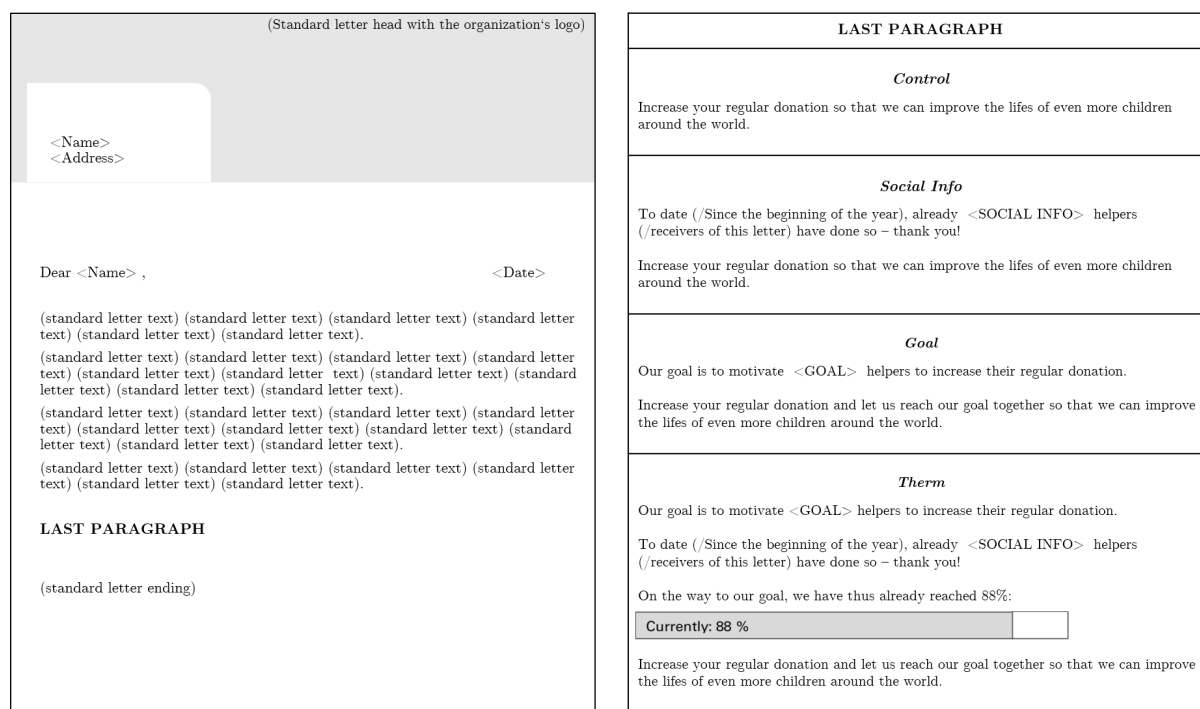 (Standard letter head with the organization‘s logo)
<Name>
<Address>
Dear <Name> ,
<Date>
(standard letter text) (standard letter text) (standard letter text) (standard letter
text) (standard letter text) (standard letter text).
(standard letter text) (standard letter text) (standard letter text) (standard letter
text) (standard letter text) (standard letter  text) (standard letter text) (standard
letter text) (standard letter text) (standard letter text).
(standard letter text) (standard letter text) (standard letter text) (standard letter
text) (standard letter text) (standard letter text) (standard letter text) (standard
letter text) (standard letter text) (standard letter text).
(standard letter text) (standard letter text) (standard letter text) (standard letter
text) (standard letter text) (standard letter text).
LAST PARAGRAPH
(standard letter ending)
LAST PARAGRAPH
Control
Increase your regular donation so that we can improve the lifes of even more children
around the world.
Social Info
To date (/Since the beginning of the year), already <SOCIAL INFO> helpers
(/receivers of this letter) have done so – thank you!
Increase your regular donation so that we can improve the lifes of even more children
around the world.
Goal
Our goal is to motivate <GOAL> helpers to increase their regular donation.
Increase your regular donation and let us reach our goal together so that we can improve
the lifes of even more children around the world.
Therm
Our goal is to motivate <GOAL> helpers to increase their regular donation.
To date (/Since the beginning of the year), already <SOCIAL INFO> helpers
(/receivers of this letter) have done so – thank you!
On the way to our goal, we have thus already reached 88%:
Currently: 88 %
Increase your regular donation and let us reach our goal together so that we can improve
the lifes of even more children around the world.